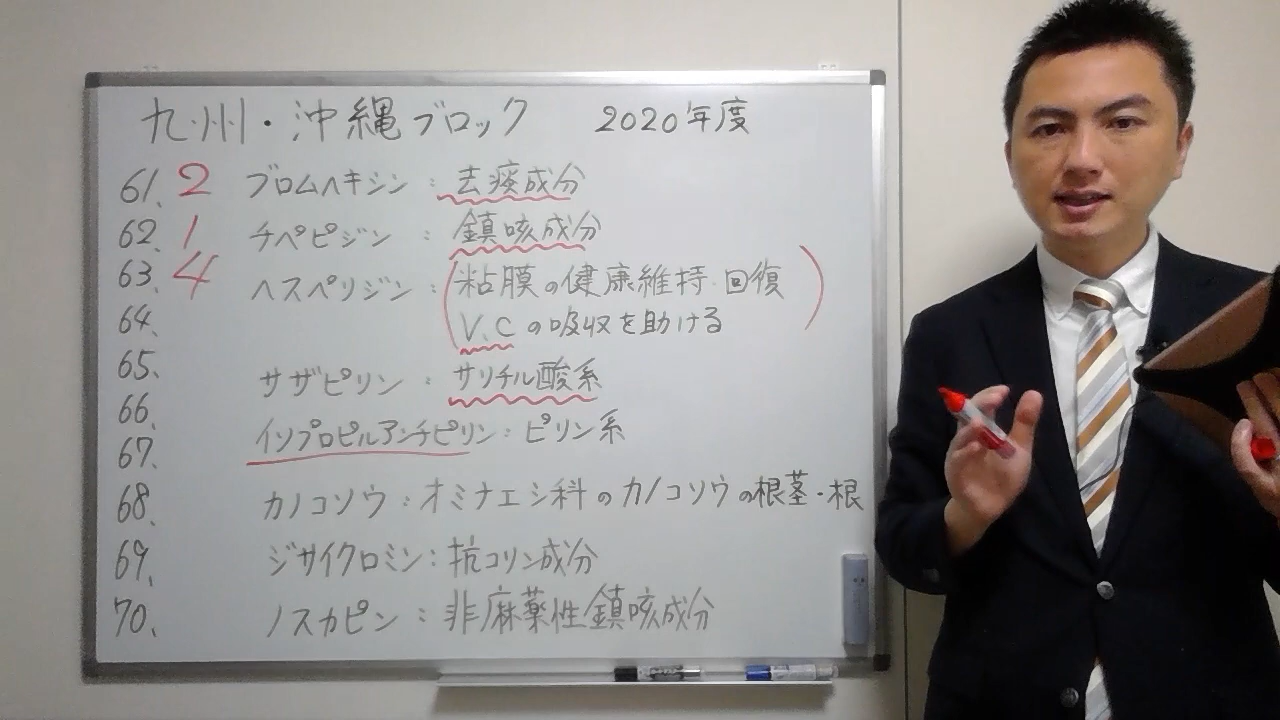 九州・沖縄ブロック 2020年度
61、 2 ブロムヘキシン：去痰成分
62、 1 チペピジン：鎮咳成分
63、 4 ヘスペリジン：(粘膜の健康維持・回復
64、 V.Cの吸収を助ける)
65、 サザピリン：サリチル酸系
66、
67、 イソプロピルアンチピリン：ピリン系
68、 カノコソウ：オミナエシ科のカノコソウの根茎・根
69、 ジサイクロミン：抗コリン成分
70、 ノスカピン：非麻薬性鎮咳成分